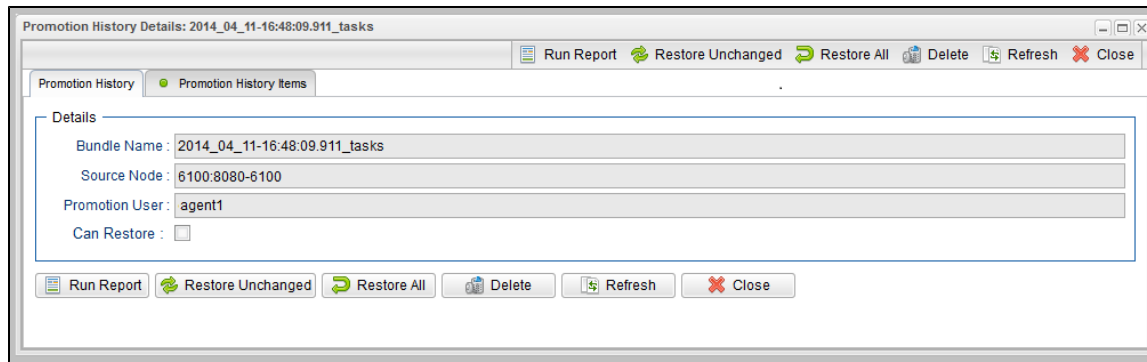 Promotion History Details: 2014_04_11-16:48:09.911_tasks
Run Report Restore Unchanged Restore All Delete Refresh Close
Promotion History Promotion History Items .
Details
Bundle Name : 2014_04_11-16:48:09.911_tasks
Source Node : 6100:8080-6100
Promotion User : agent1
Can Restore :
Run Report Restore Unchanged Restore All Delete Refresh Close